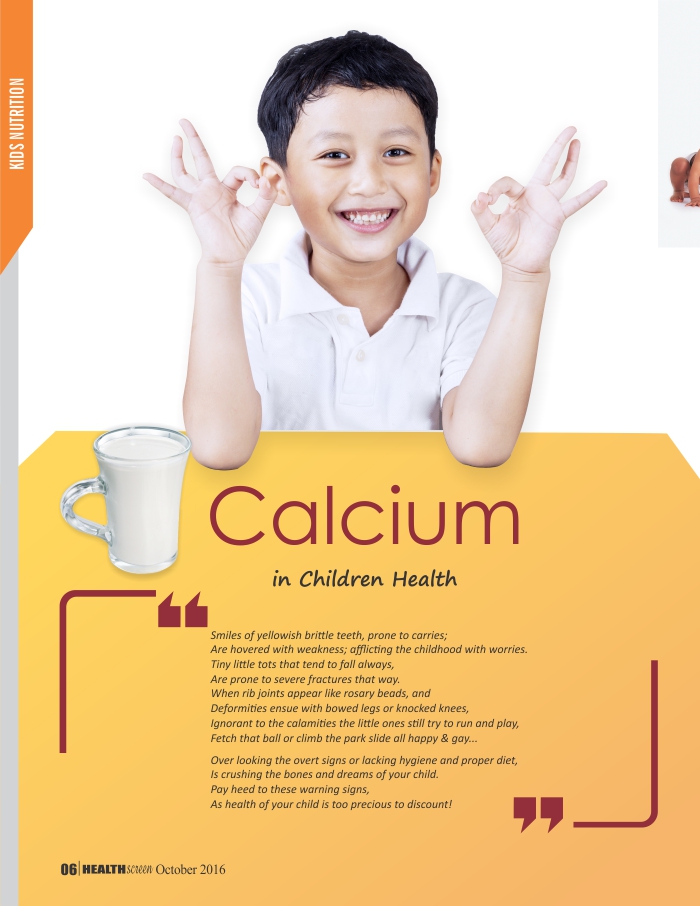 KIDS NUTRITION
Calcium
in Children Health
Smiles of yellowish brittle teeth, prone to carries;
Are hovered with weakness; afflicting the childhood with worries.
Tiny little tots that tend to fall always,
Are prone to severe fractures that way.
When rib joints appear like rosary beads, and
Deformities ensue with bowed legs or knocked knees,
Ignorant to the calamities the little ones still try to run and play,
Fetch that ball or climb the park slide all happy & gay...
Over looking the overt signs or lacking hygiene and proper diet,
Is crushing the bones and dreams of your child.
Pay heed to these warning signs,
As health of your child is too precious to discount!
06 HEALTHscreen October 2016